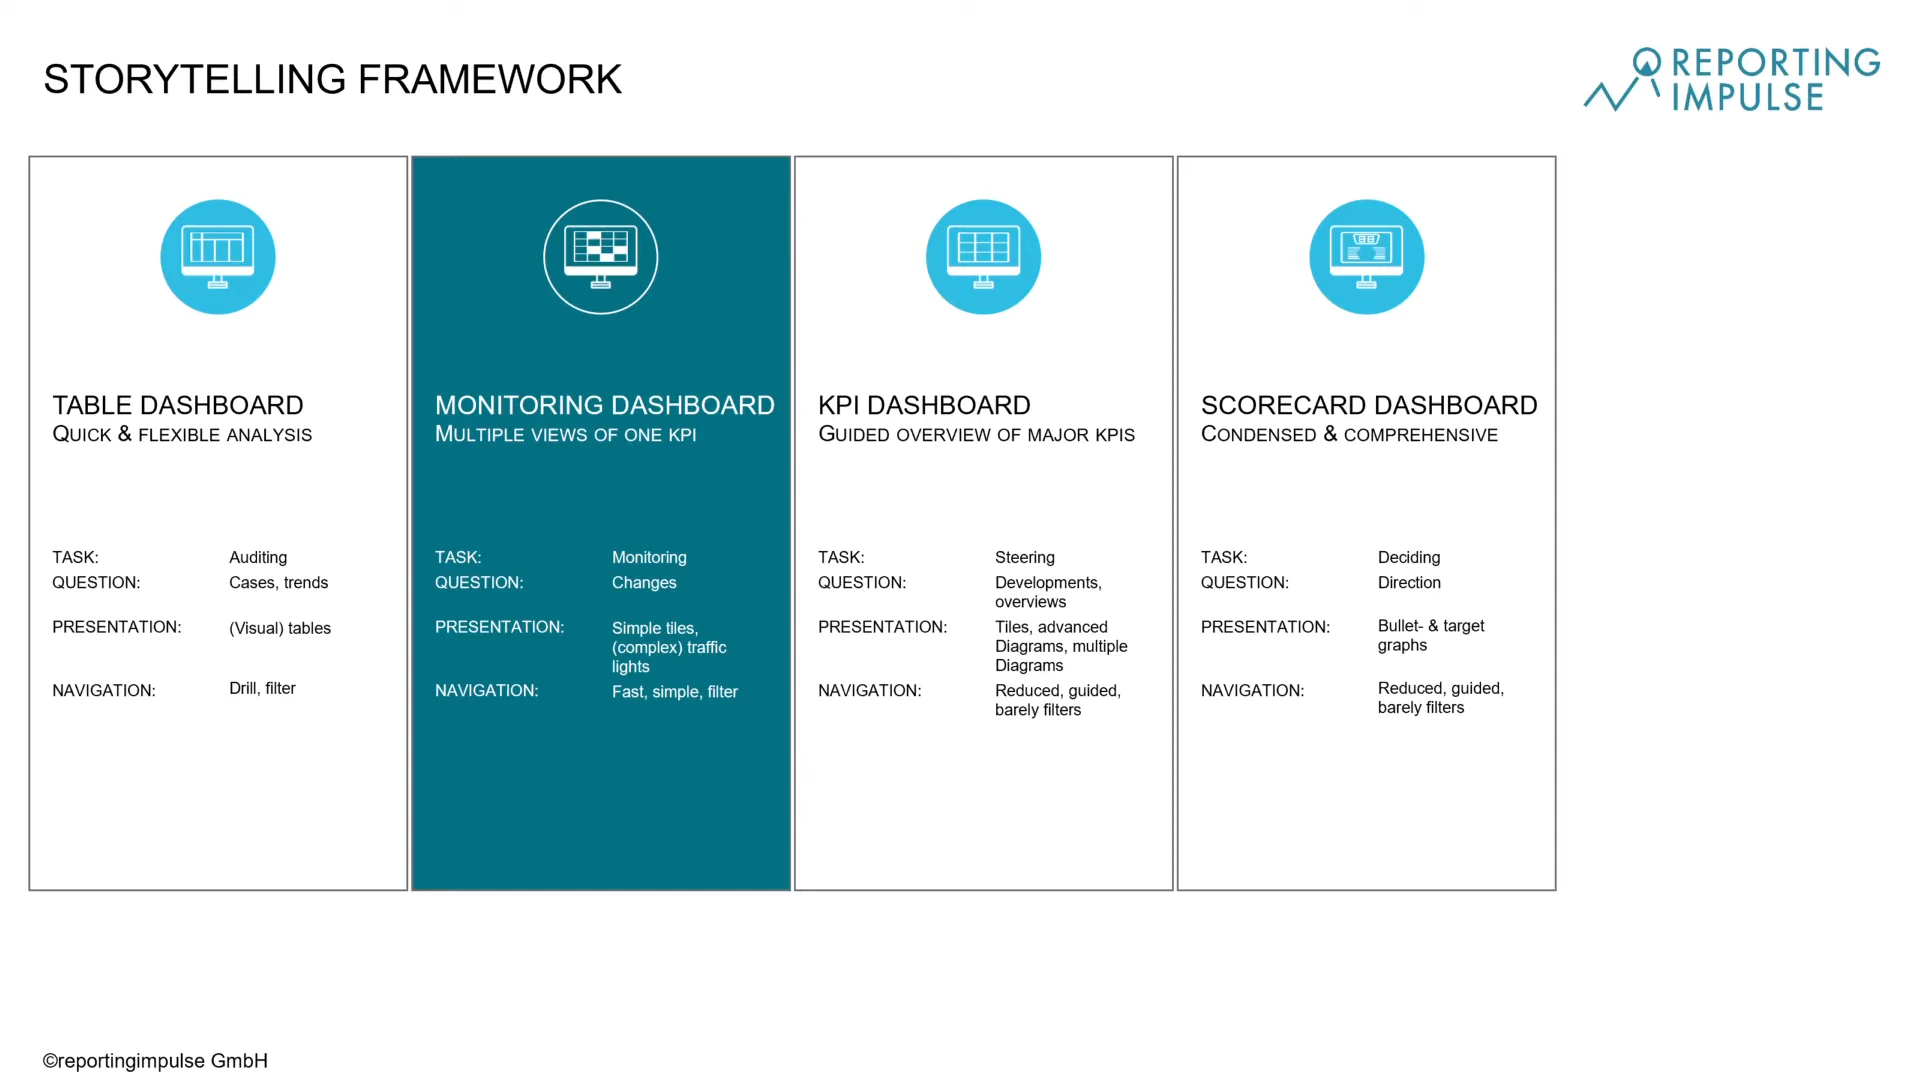 STORYTELLING FRAMEWORK
REPORTING
IMPULSE
TABLE DASHBOARD
QUICK & FLEXIBLE ANALYSIS
TASK: Auditing
QUESTION: Cases, trends
PRESENTATION: (Visual) tables
NAVIGATION: Drill, filter
MONITORING DASHBOARD
MULTIPLE VIEWS OF ONE KPI
TASK: Monitoring
QUESTION: Changes
PRESENTATION: Simple tiles,
(complex) traffic
lights
NAVIGATION: Fast, simple, filter
KPI DASHBOARD
GUIDED OVERVIEW OF MAJOR KPIS
TASK: Steering
QUESTION: Developments,
overviews
PRESENTATION: Tiles, advanced
Diagrams, multiple
Diagrams
NAVIGATION: Reduced, guided,
barely filters
SCORECARD DASHBOARD
CONDENSED & COMPREHENSIVE
TASK: Deciding
QUESTION: Direction
PRESENTATION: Bullet- & target
graphs
NAVIGATION: Reduced, guided,
barely filters
©reportingimpulse GmbH